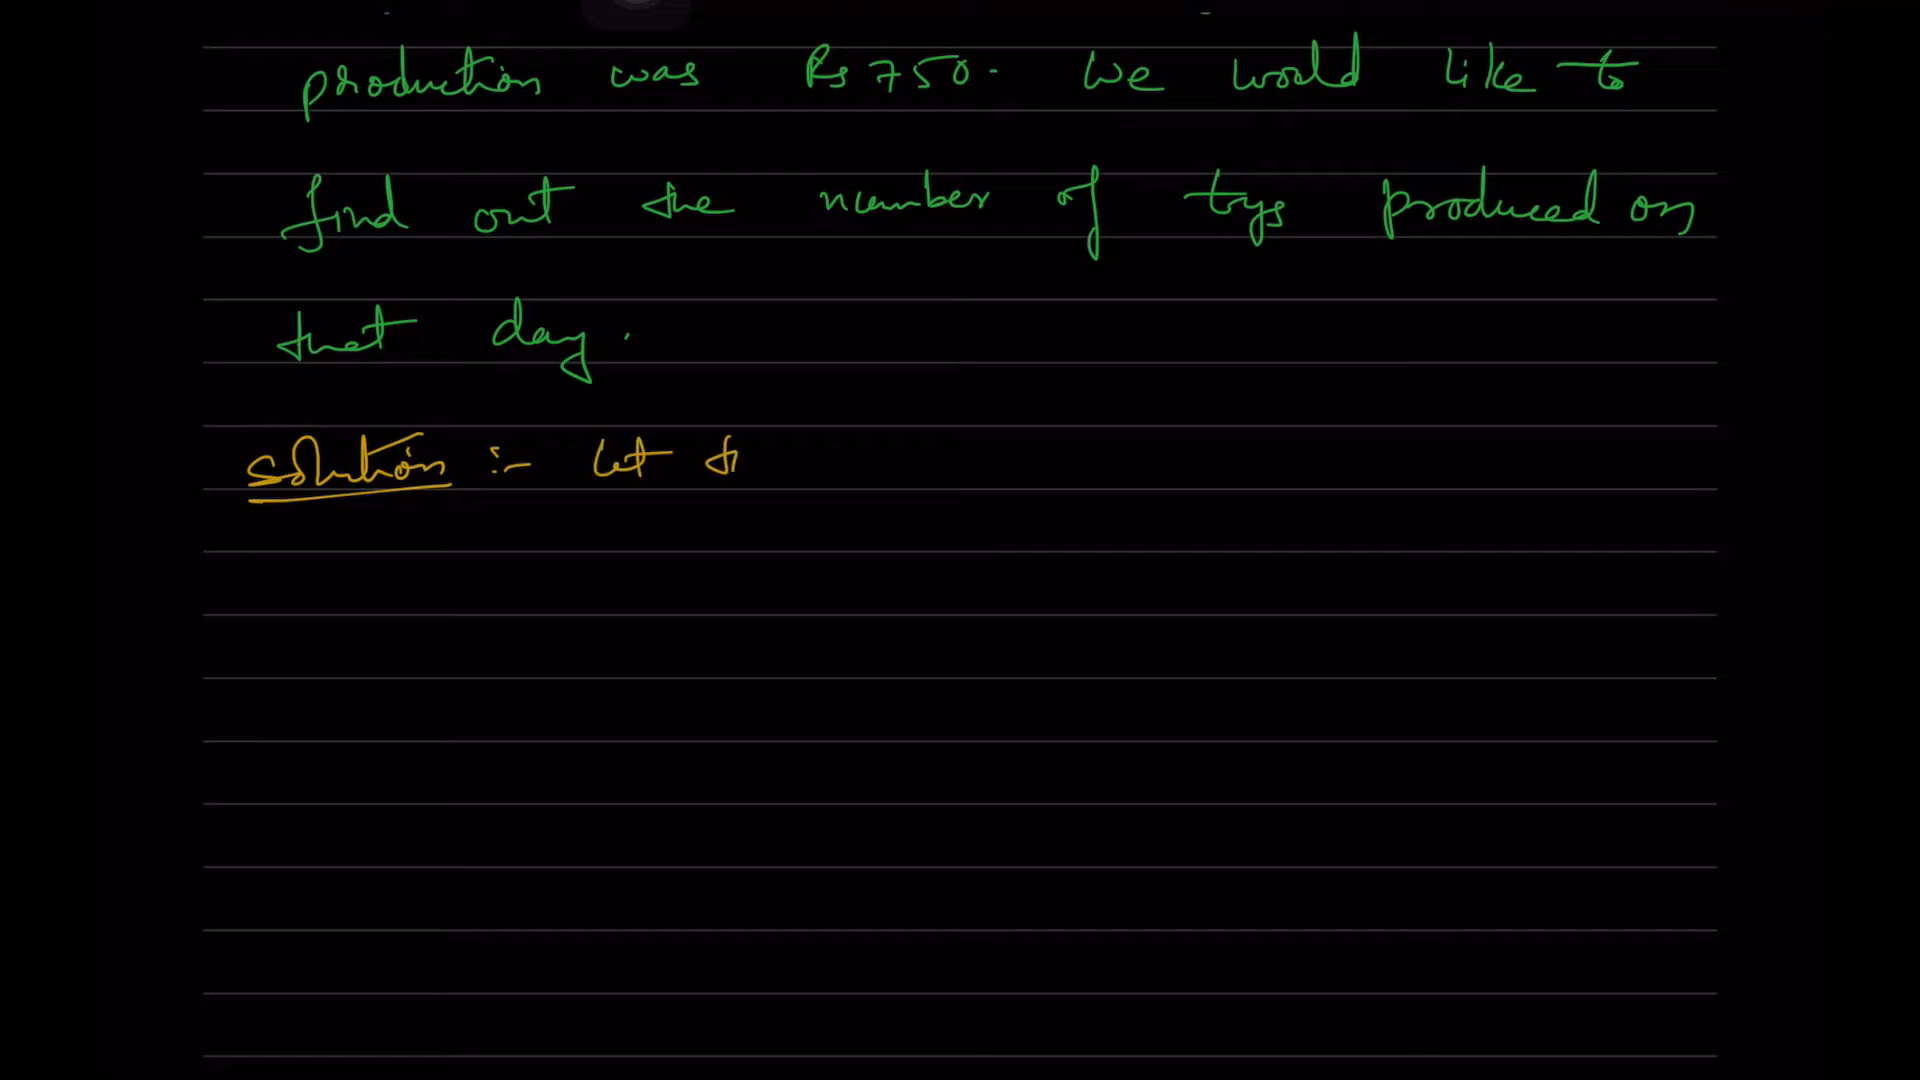 production was Rs 750. We would like to
find out the number of toys produced on
that day.
Solution :- Let